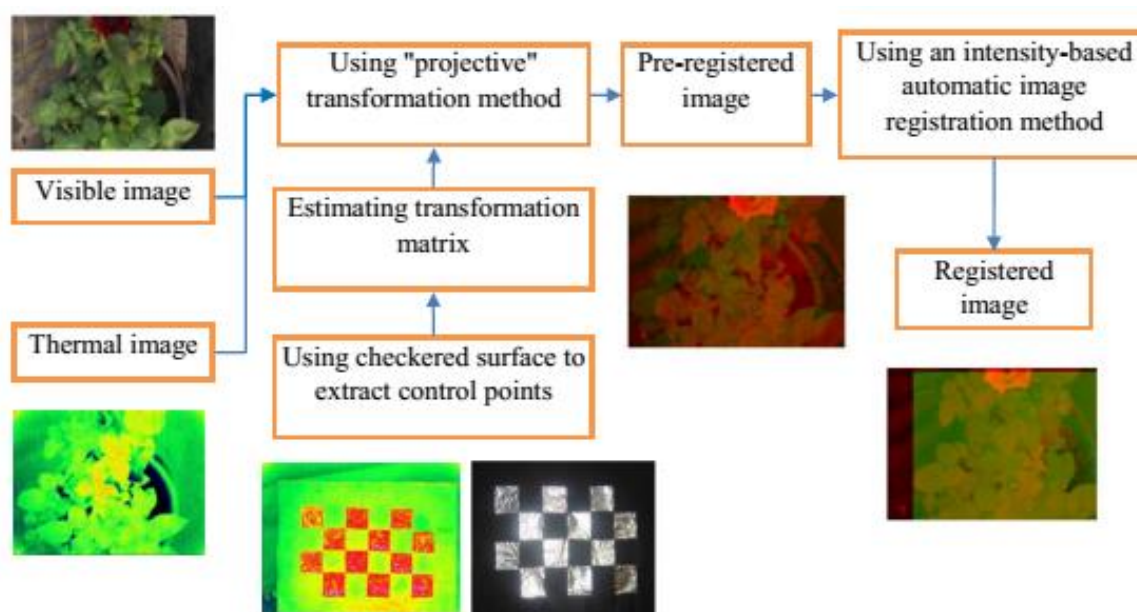 Using "projective"
transformation method
Pre-registered
image
Using an intensity-based
automatic image
registration method
Visible image
Estimating transformation
matrix
Registered
image
Thermal image
Using checkered surface to
extract control points